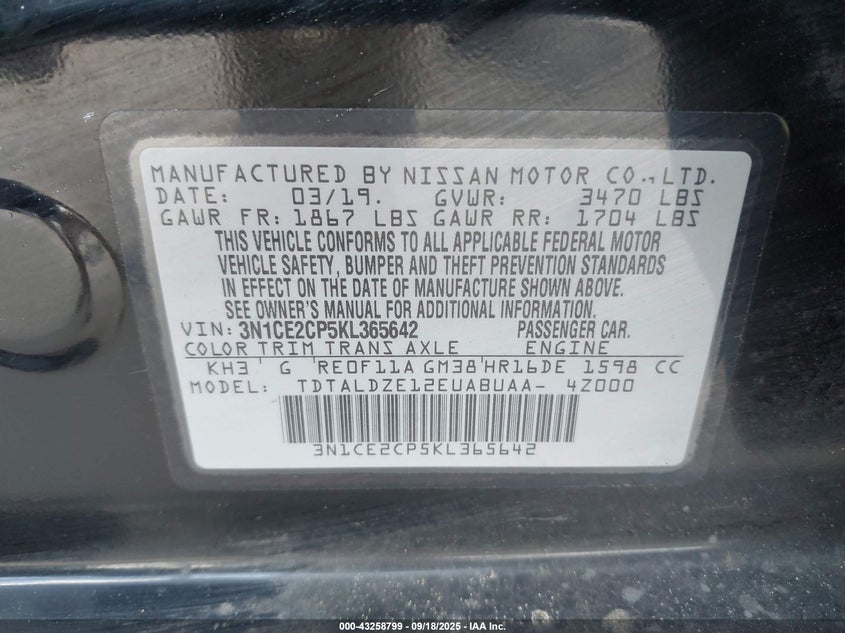 MANUFACTURED BY NISSAN MOTOR CO., LTD.
DATE: 03/19. GVWR: 3470 LBS
GAWR FR: 1867 LBS GAWR RR: 1704 LBS
THIS VEHICLE CONFORMS TO ALL APPLICABLE FEDERAL MOTOR
VEHICLE SAFETY, BUMPER AND THEFT PREVENTION STANDARDS
IN EFFECT ON THE DATE OF MANUFACTURE SHOWN ABOVE.
SEE OWNER'S MANUAL FOR ADDITIONAL INFORMATION.
VIN: 3N1CE2CP5KL365642 PASSENGER CAR.
COLOR TRIM TRANS AXLE ENGINE
KH3 G RE0F11A GM38 HR16DE 1598 CC
MODEL: TDTALDZE12EUABUAA- 4Z000
3N1CE2CP5KL365642
000-43258799 - 09/18/2025 - IAA Inc.